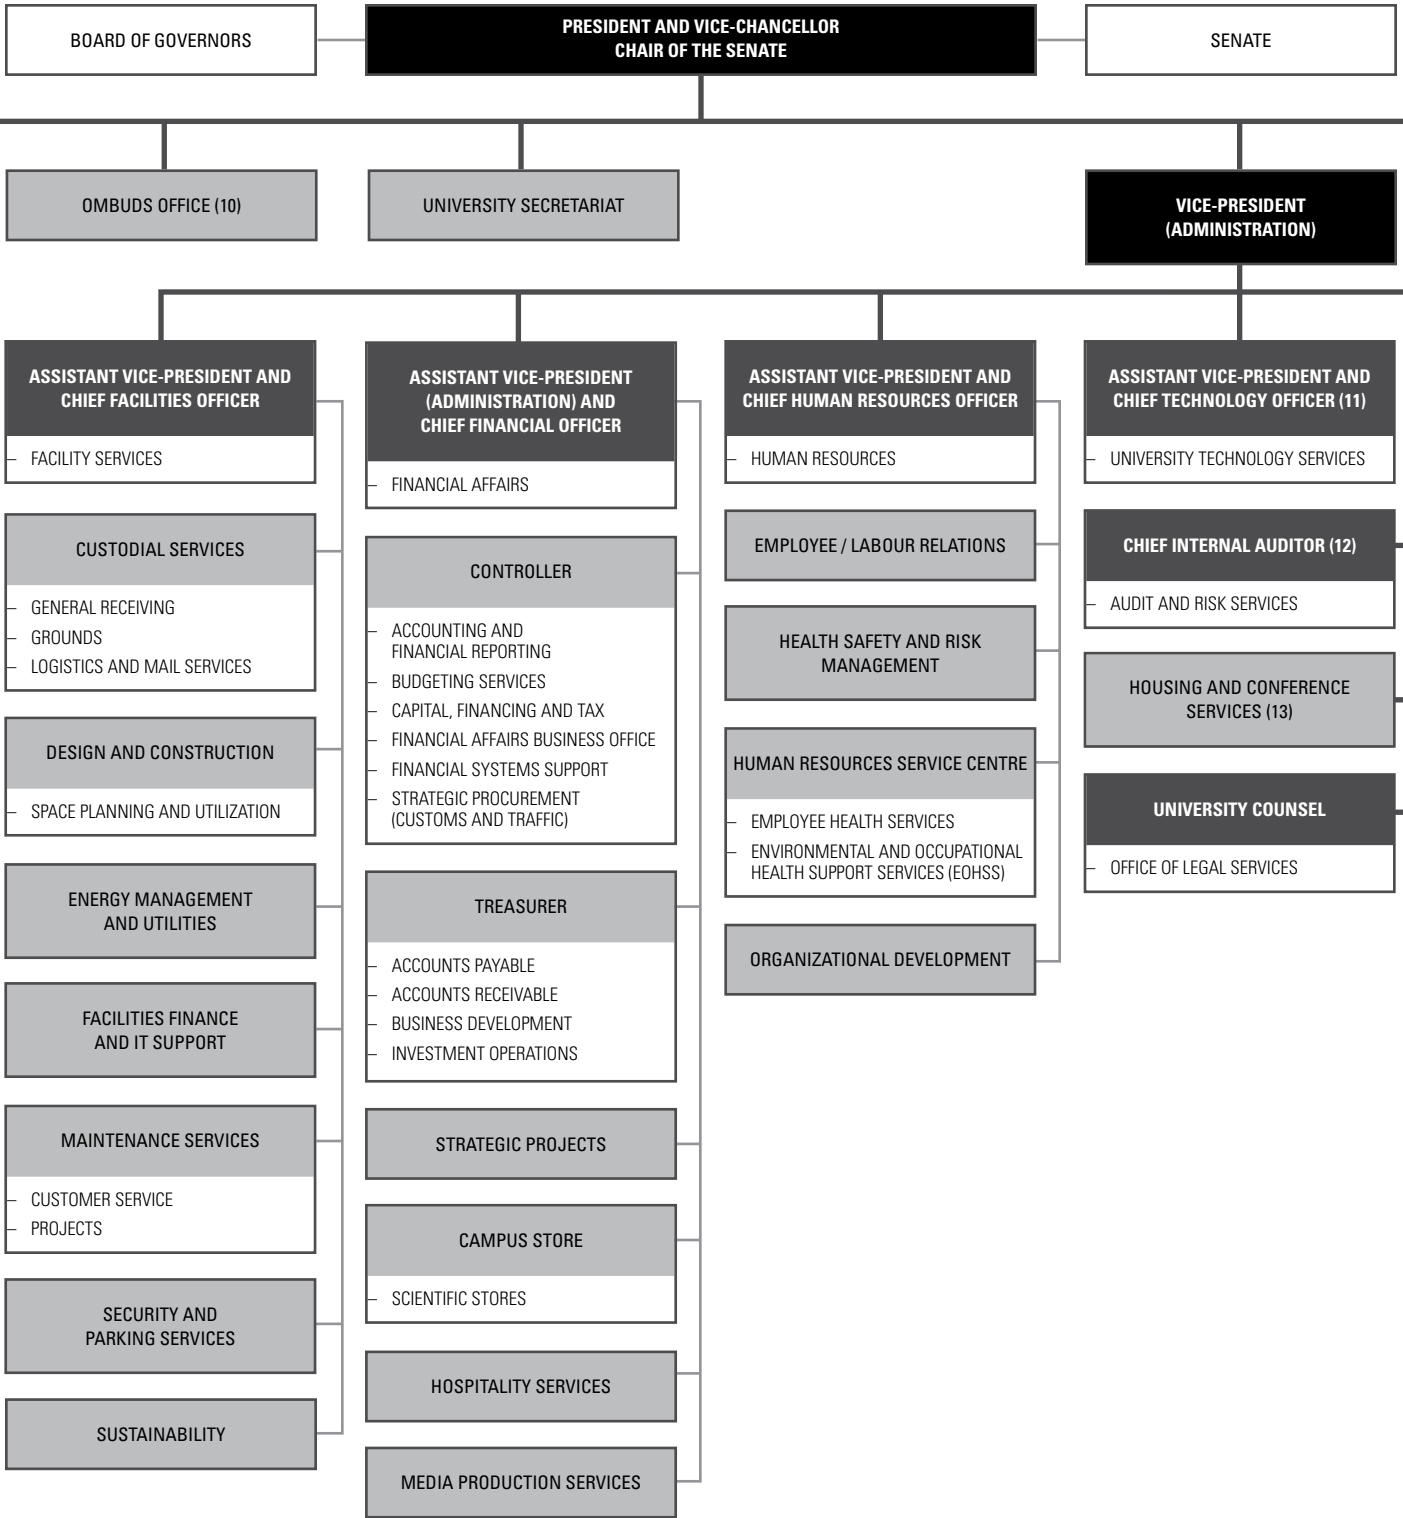 BOARD OF GOVERNORS
PRESIDENT AND VICE-CHANCELLOR
CHAIR OF THE SENATE
SENATE
OMBUDS OFFICE (10)
UNIVERSITY SECRETARIAT
VICE-PRESIDENT
(ADMINISTRATION)
ASSISTANT VICE-PRESIDENT AND
CHIEF FACILITIES OFFICER
– FACILITY SERVICES
CUSTODIAL SERVICES
– GENERAL RECEIVING
– GROUNDS
– LOGISTICS AND MAIL SERVICES
DESIGN AND CONSTRUCTION
– SPACE PLANNING AND UTILIZATION
ENERGY MANAGEMENT
AND UTILITIES
FACILITIES FINANCE
AND IT SUPPORT
MAINTENANCE SERVICES
– CUSTOMER SERVICE
– PROJECTS
SECURITY AND
PARKING SERVICES
SUSTAINABILITY
ASSISTANT VICE-PRESIDENT
(ADMINISTRATION) AND
CHIEF FINANCIAL OFFICER
– FINANCIAL AFFAIRS
CONTROLLER
– ACCOUNTING AND
FINANCIAL REPORTING
– BUDGETING SERVICES
– CAPITAL, FINANCING AND TAX
– FINANCIAL AFFAIRS BUSINESS OFFICE
– FINANCIAL SYSTEMS SUPPORT
– STRATEGIC PROCUREMENT
(CUSTOMS AND TRAFFIC)
TREASURER
– ACCOUNTS PAYABLE
– ACCOUNTS RECEIVABLE
– BUSINESS DEVELOPMENT
– INVESTMENT OPERATIONS
STRATEGIC PROJECTS
CAMPUS STORE
– SCIENTIFIC STORES
HOSPITALITY SERVICES
MEDIA PRODUCTION SERVICES
ASSISTANT VICE-PRESIDENT AND
CHIEF HUMAN RESOURCES OFFICER
– HUMAN RESOURCES
EMPLOYEE / LABOUR RELATIONS
HEALTH SAFETY AND RISK
MANAGEMENT
HUMAN RESOURCES SERVICE CENTRE
– EMPLOYEE HEALTH SERVICES
– ENVIRONMENTAL AND OCCUPATIONAL
HEALTH SUPPORT SERVICES (EOHSS)
ORGANIZATIONAL DEVELOPMENT
ASSISTANT VICE-PRESIDENT AND
CHIEF TECHNOLOGY OFFICER (11)
– UNIVERSITY TECHNOLOGY SERVICES
CHIEF INTERNAL AUDITOR (12)
– AUDIT AND RISK SERVICES
HOUSING AND CONFERENCE
SERVICES (13)
UNIVERSITY COUNSEL
– OFFICE OF LEGAL SERVICES